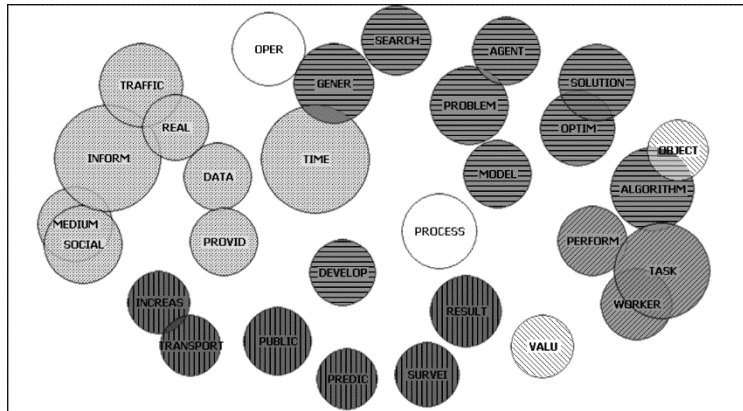 SEARCH
OPER
AGENT
GENER
SOLUTION
TRAFFIC
PROBLEM
REAL
OPTIM
OBJECT
INFORM
TIME
DATA
MODEL
ALGORITHM
MEDIUM
SOCIAL
PROVID
PROCESS
PERFORM
DEVELOP
TASK
INCREAS
WORKER
RESULT
TRANSPORT
PUBLIC
VALU
PREDIC
SURVEI